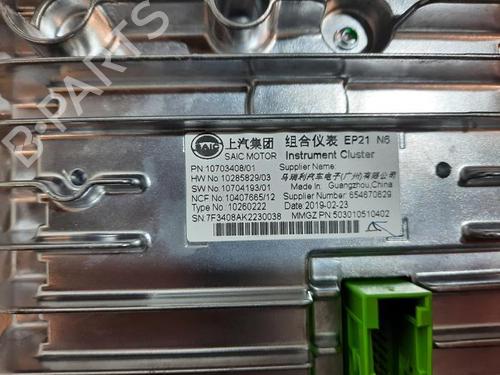 B-PARTS
SAIC 上汽集团 组合仪表 EP21 N6
SAIC MOTOR Instrument Cluster
PN:10703408/01 Supplier Name:
HW No:10285829/03 马瑞利汽车电子(广州)有限公司
SW No:10704193/01 Made In: Guangzhou,China
NCF No:10407665/12 Supplier Number:654670629
Type No:10260222 Date:2019-02-23
SN:7F3408AK2230038 MMGZ PN:503010510402